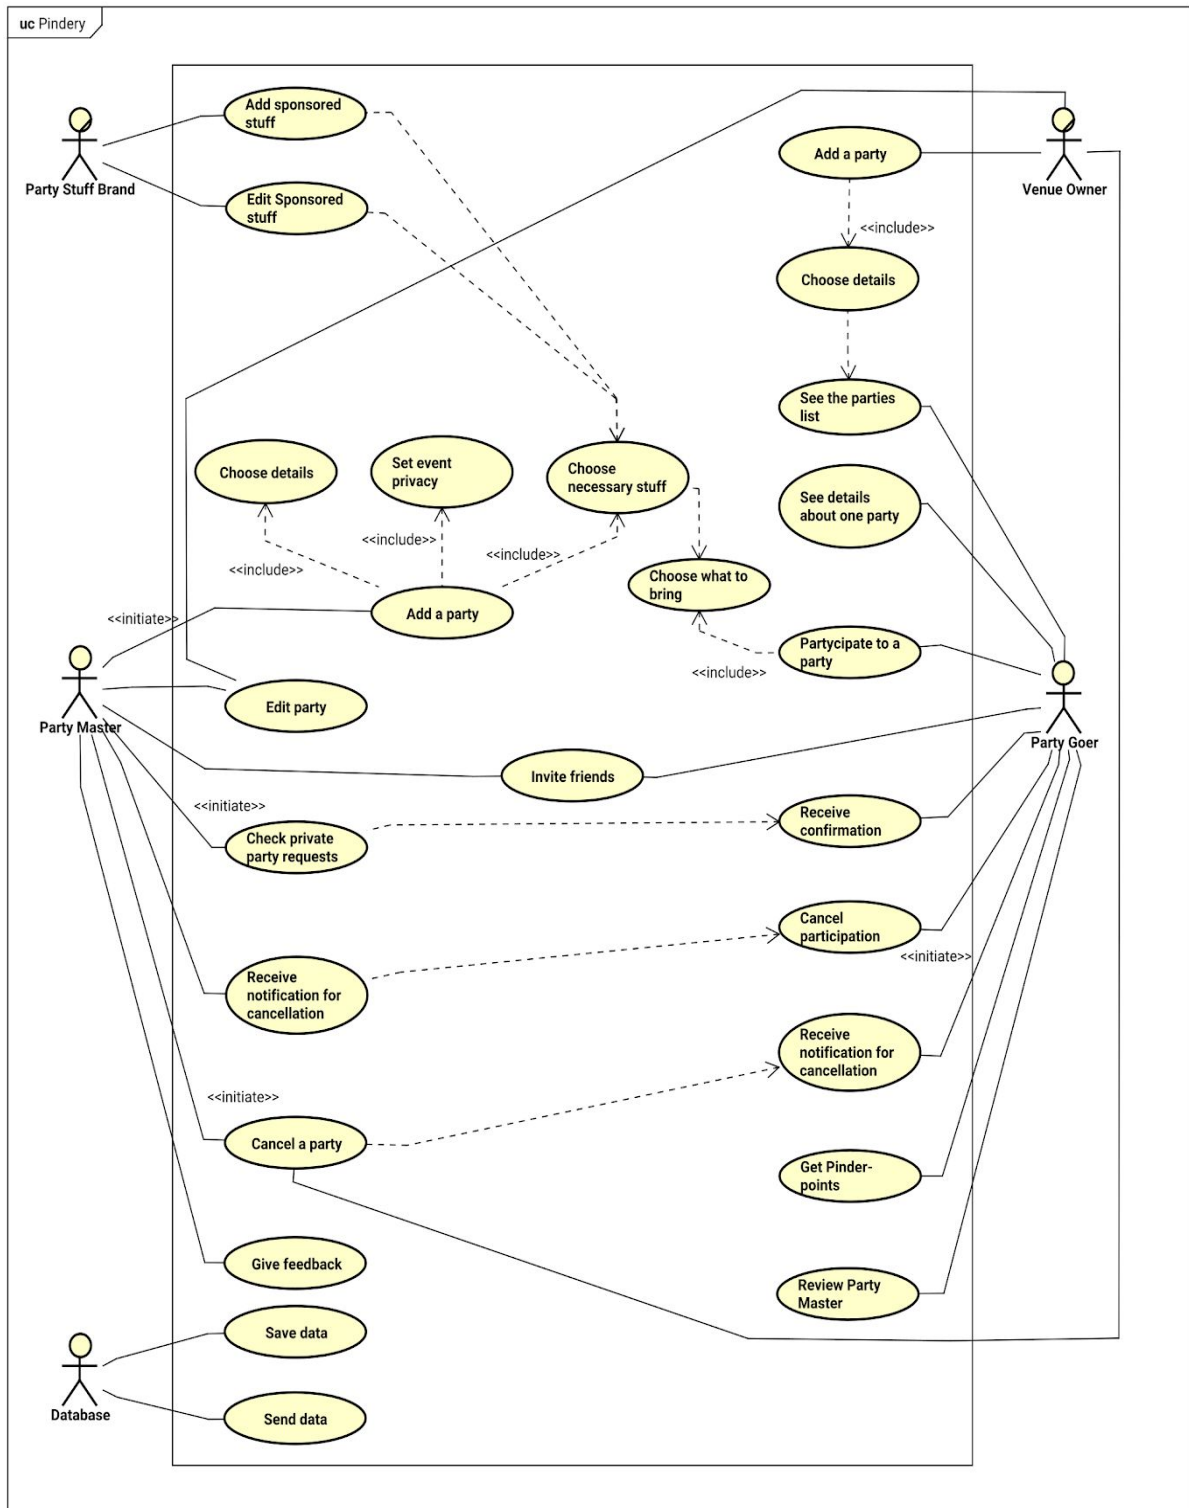 uc Pindery
Add sponsored
stuff
Party Stuff Brand
Edit Sponsored
stuff
Add a party
Venue Owner
<<include>>
Choose details
See the parties
list
Choose details
Set event
privacy
Choose
necessary stuff
See details
about one party
<<include>>
<<include>>
<<include>>
Choose what to
bring
<<initiate>>
Add a party
Partycipate to a
party
<<include>>
Party Master
Edit party
Party Goer
Invite friends
<<initiate>>
Check private
party requests
Receive
confirmation
Cancel
participation
<<initiate>>
Receive
notification for
cancellation
Receive
notification for
cancellation
<<initiate>>
Cancel a party
Get Pinder-
points
Give feedback
Review Party
Master
Save data
Database
Send data